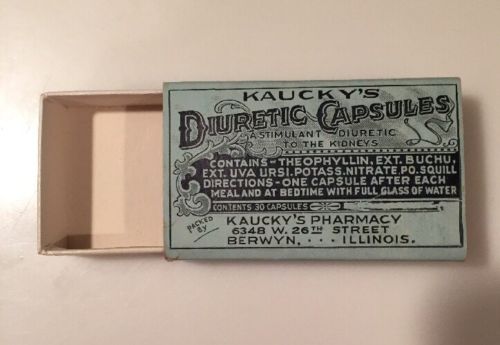 KAUCKY'S
DIURETIC CAPSULES
A STIMULANT DIURETIC
TO THE KIDNEYS
CONTAINS-THEOPHYLLIN, EXT. BUCHU,
EXT. UVA URSI. POTASS. NITRATE. PO. SQUILL
DIRECTIONS-ONE CAPSULE AFTER EACH
MEAL AND AT BEDTIME WITH FULL GLASS OF WATER
CONTENTS 30 CAPSULES
PACKED BY
KAUCKY'S PHARMACY
6348 W. 26TH STREET
BERWYN, . . . ILLINOIS.